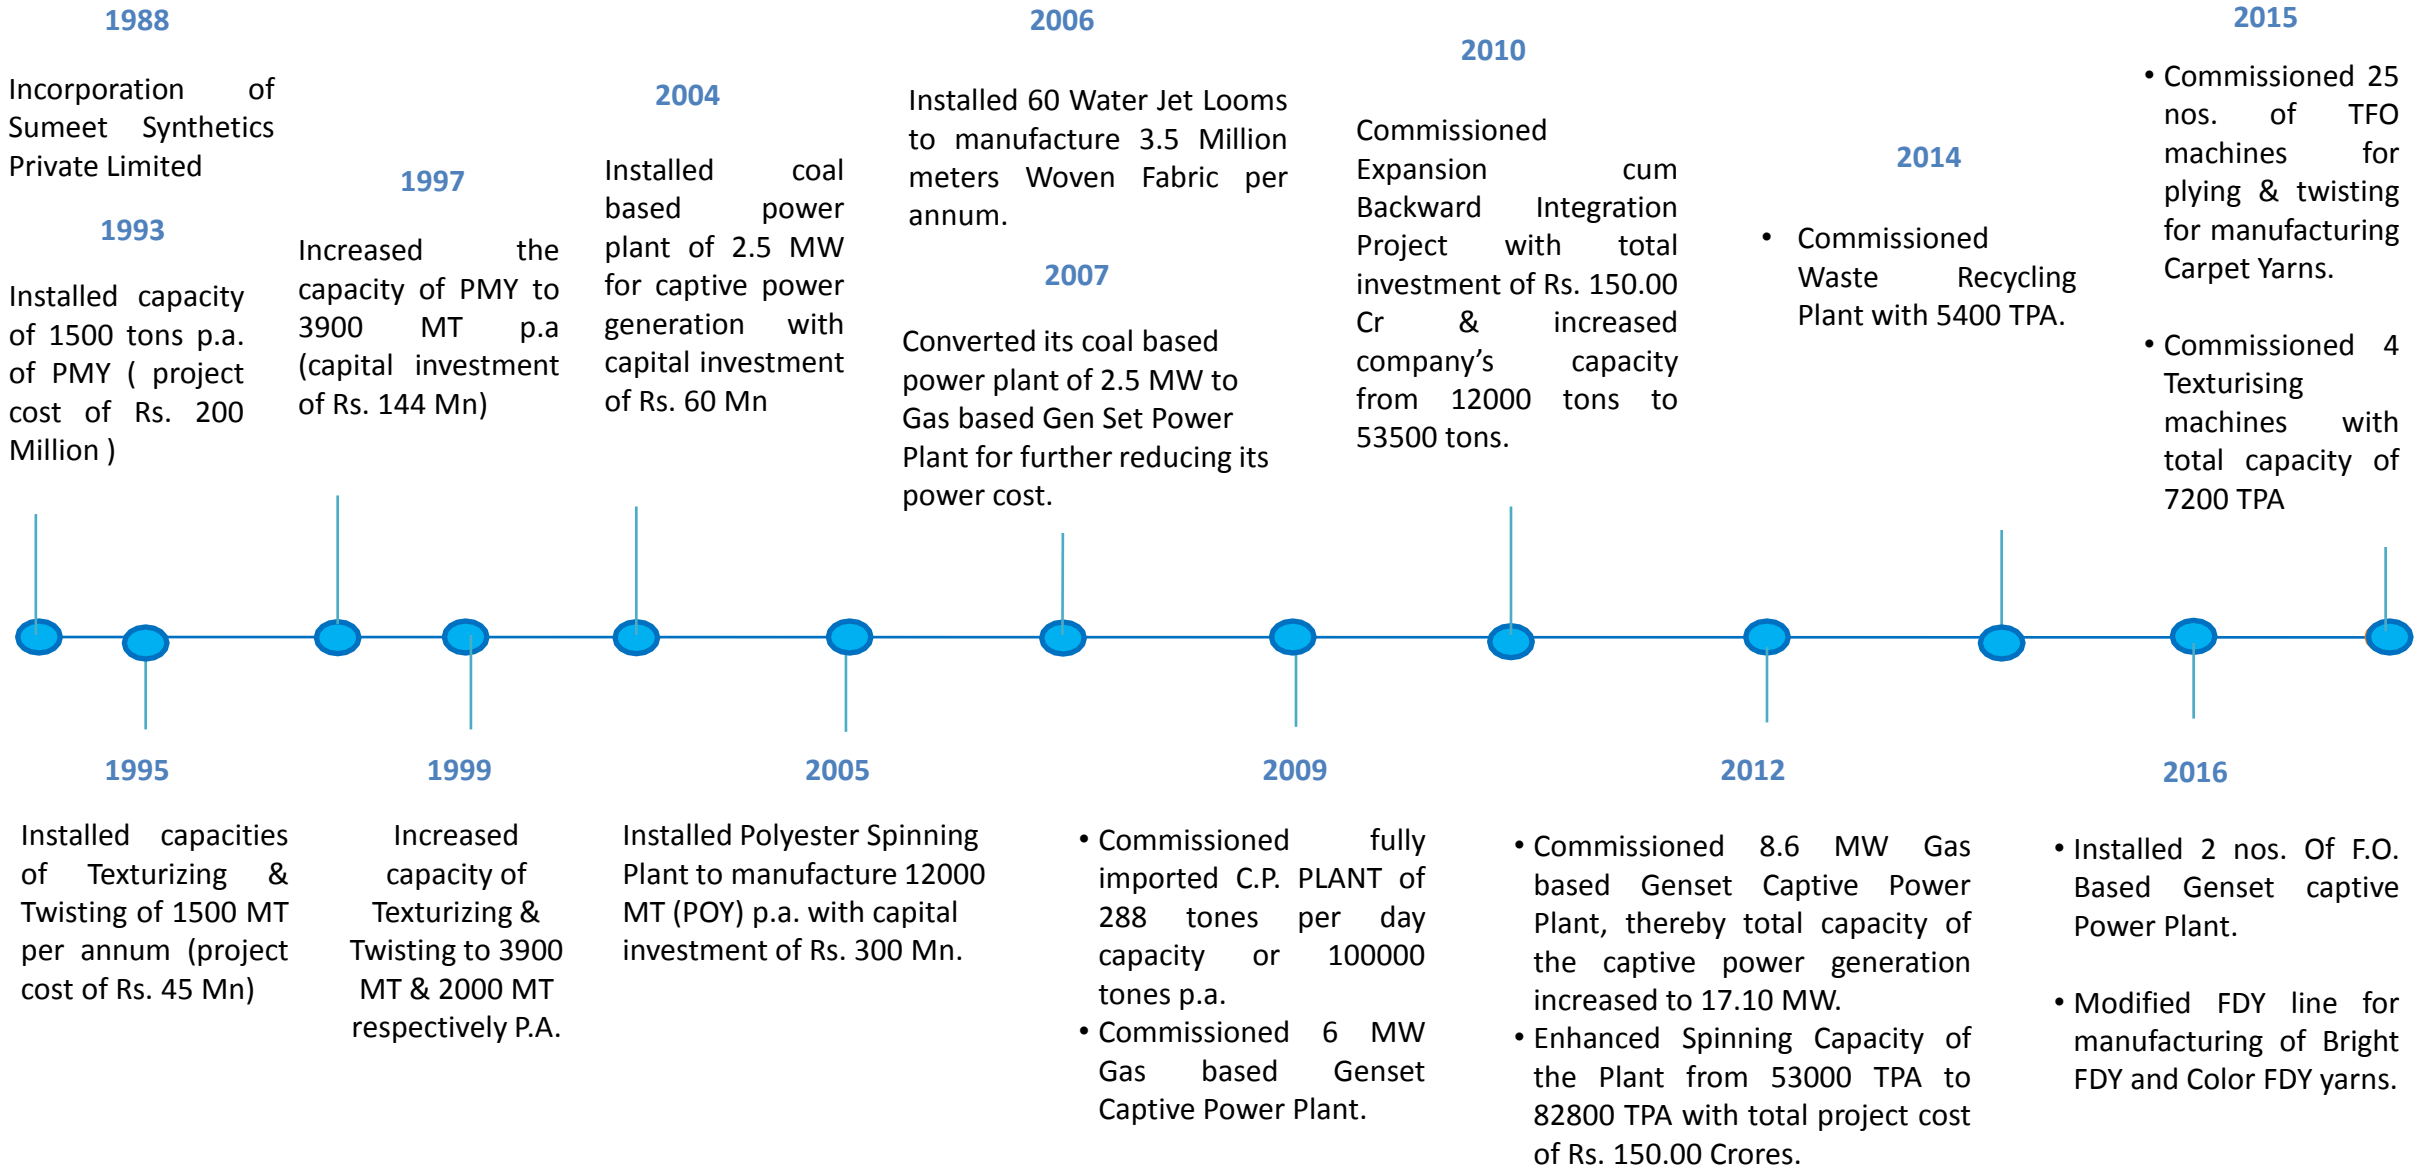 1988
Incorporation of
Sumeet Synthetics
Private Limited
1993
Installed capacity
of 1500 tons p.a.
of PMY ( project
cost of Rs. 200
Million )
1997
Increased the
capacity of PMY to
3900 MT p.a
(capital investment
of Rs. 144 Mn)
2004
Installed coal
based power
plant of 2.5 MW
for captive power
generation with
capital investment
of Rs. 60 Mn
2006
Installed 60 Water Jet Looms
to manufacture 3.5 Million
meters Woven Fabric per
annum.
2007
Converted its coal based
power plant of 2.5 MW to
Gas based Gen Set Power
Plant for further reducing its
power cost.
2010
Commissioned
Expansion cum
Backward Integration
Project with total
investment of Rs. 150.00
Cr & increased
company’s capacity
from 12000 tons to
53500 tons.
2014
• Commissioned
Waste Recycling
Plant with 5400 TPA.
2015
• Commissioned 25
nos. of TFO
machines for
plying & twisting
for manufacturing
Carpet Yarns.
• Commissioned 4
Texturising
machines with
total capacity of
7200 TPA
1995
Installed capacities
of Texturizing &
Twisting of 1500 MT
per annum (project
cost of Rs. 45 Mn)
1999
Increased
capacity of
Texturizing &
Twisting to 3900
MT & 2000 MT
respectively P.A.
2005
Installed Polyester Spinning
Plant to manufacture 12000
MT (POY) p.a. with capital
investment of Rs. 300 Mn.
2009
• Commissioned fully
imported C.P. PLANT of
288 tones per day
capacity or 100000
tones p.a.
• Commissioned 6 MW
Gas based Genset
Captive Power Plant.
2012
• Commissioned 8.6 MW Gas
based Genset Captive Power
Plant, thereby total capacity of
the captive power generation
increased to 17.10 MW.
• Enhanced Spinning Capacity of
the Plant from 53000 TPA to
82800 TPA with total project cost
of Rs. 150.00 Crores.
2016
• Installed 2 nos. Of F.O.
Based Genset captive
Power Plant.
• Modified FDY line for
manufacturing of Bright
FDY and Color FDY yarns.